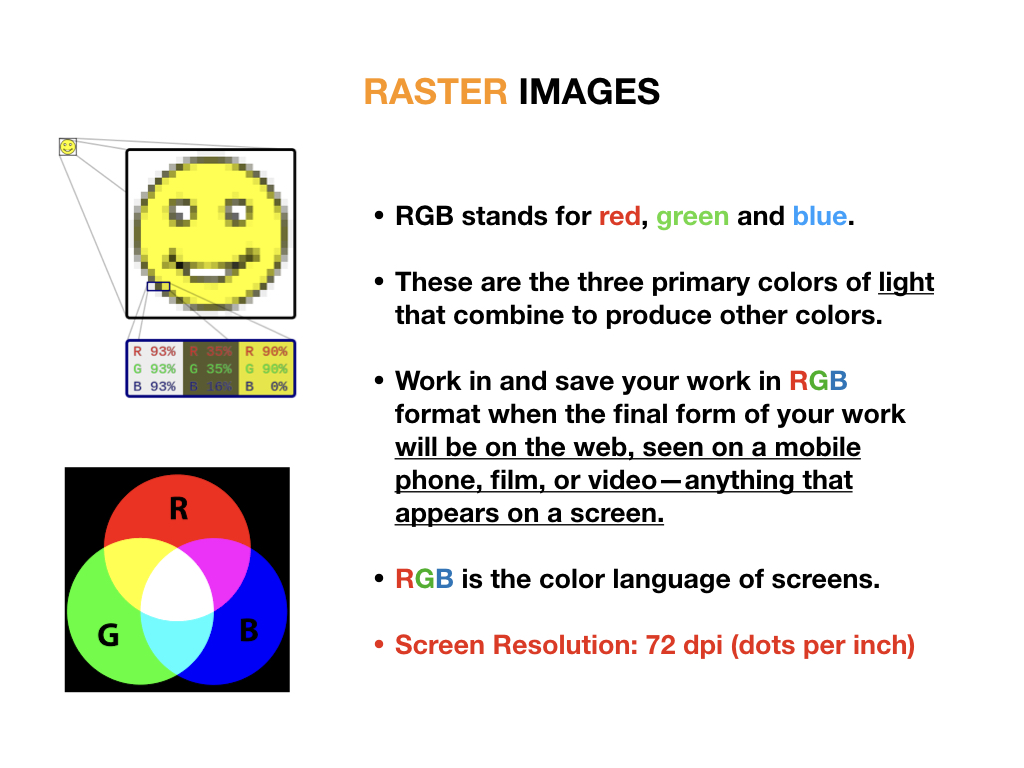 RASTER IMAGES
• RGB stands for red, green and blue.
• These are the three primary colors of light
that combine to produce other colors.
• Work in and save your work in RGB
format when the final form of your work
will be on the web, seen on a mobile
phone, film, or video—anything that
appears on a screen.
• RGB is the color language of screens.
• Screen Resolution: 72 dpi (dots per inch)
R 93% R 35% R 90%
G 93% G 35% G 90%
B 93% B 16% B 0%
R
G
B